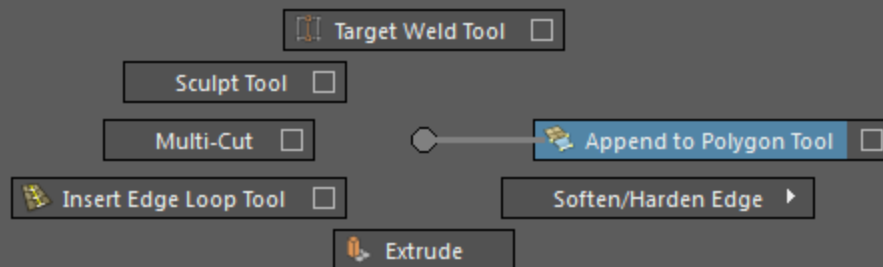 Target Weld Tool
Sculpt Tool
Multi-Cut
Append to Polygon Tool
Insert Edge Loop Tool
Soften/Harden Edge
Extrude